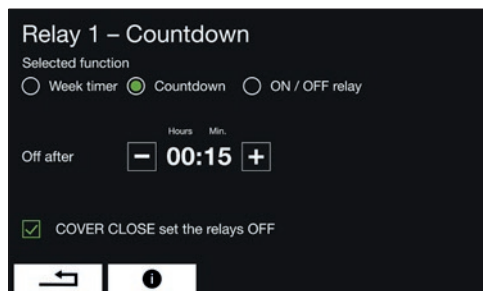 Relay 1 – Countdown
Selected function
Week timer Countdown ON / OFF relay
Hours Min.
Off after − 00:15 +
COVER CLOSE set the relays OFF